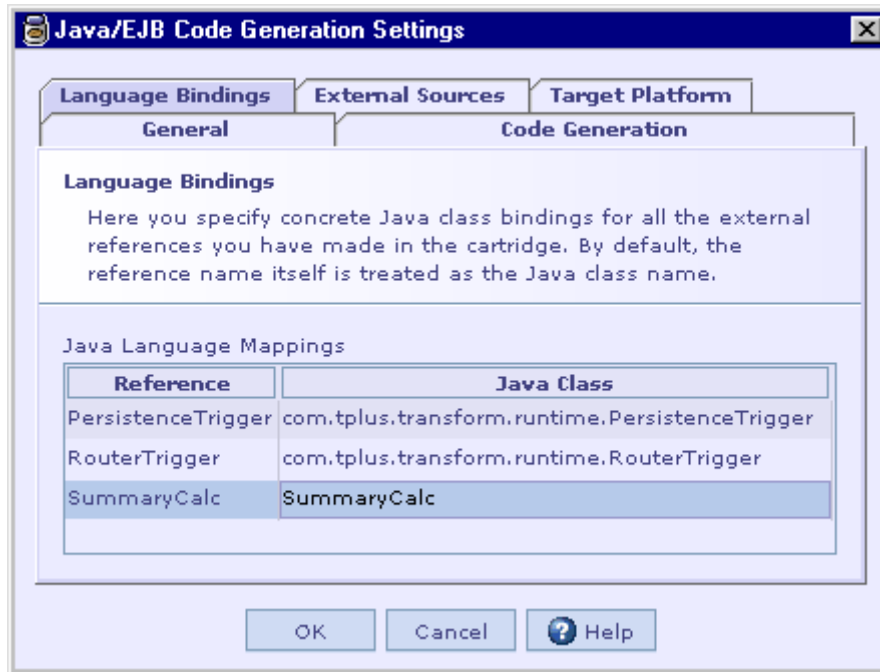 Java/EJB Code Generation Settings
Language Bindings External Sources Target Platform
General Code Generation
Language Bindings
Here you specify concrete Java class bindings for all the external
references you have made in the cartridge. By default, the
reference name itself is treated as the Java class name.
Java Language Mappings
Reference Java Class
PersistenceTrigger com.tplus.transform.runtime.PersistenceTrigger
RouterTrigger com.tplus.transform.runtime.RouterTrigger
SummaryCalc SummaryCalc
OK Cancel ? Help